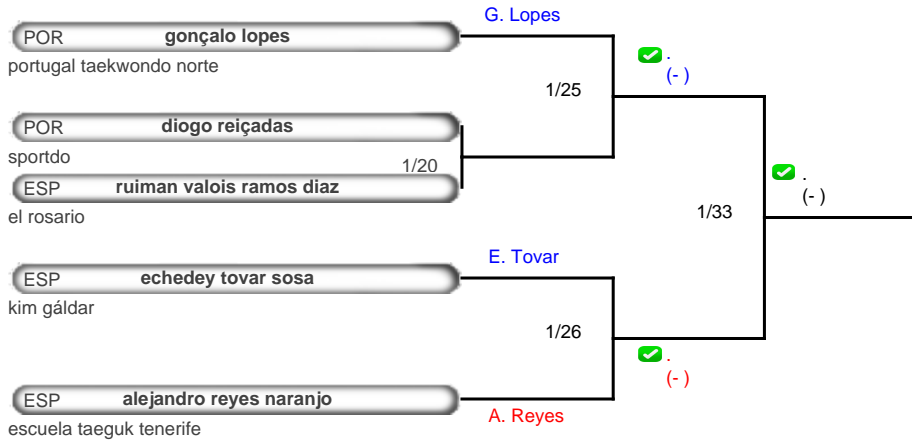 G. Lopes
POR gonçalo lopes
portugal taekwondo norte
.
(- )
1/25
POR diogo reiçadas
sportdo
1/20
ESP ruiman valois ramos diaz
el rosario
.
(- )
1/33
E. Tovar
ESP echedey tovar sosa
kim gáldar
1/26
.
(- )
ESP alejandro reyes naranjo
A. Reyes
escuela taeguk tenerife